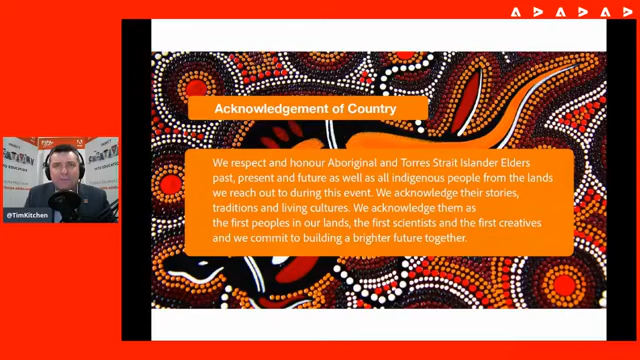 Acknowledgement of Country
We respect and honour Aboriginal and Torres Strait Islander Elders
past, present and future as well as all indigenous people from the lands
we reach out to during this event. We acknowledge their stories,
traditions and living cultures. We acknowledge them as
the first peoples in our lands, the first scientists and the first creatives
and we commit to building a brighter future together.
@TimKitchen